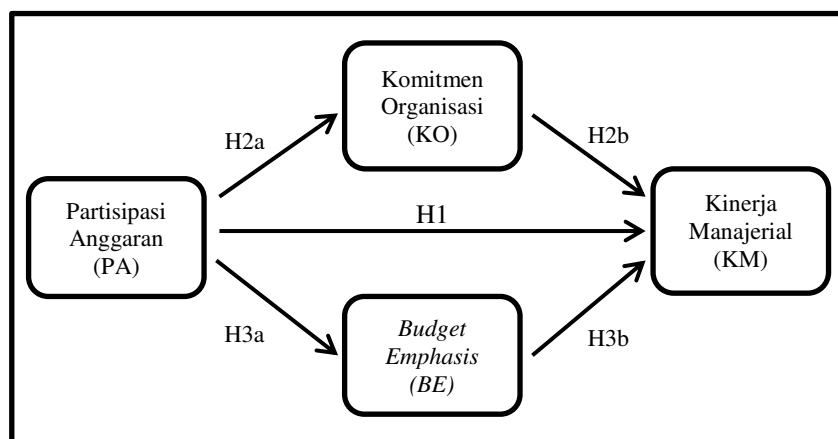 Komitmen
Organisasi
(KO)
H2a
H2b
Partisipasi
Anggaran
(PA)
H1
Kinerja
Manajerial
(KM)
H3a
Budget
Emphasis
(BE)
H3b